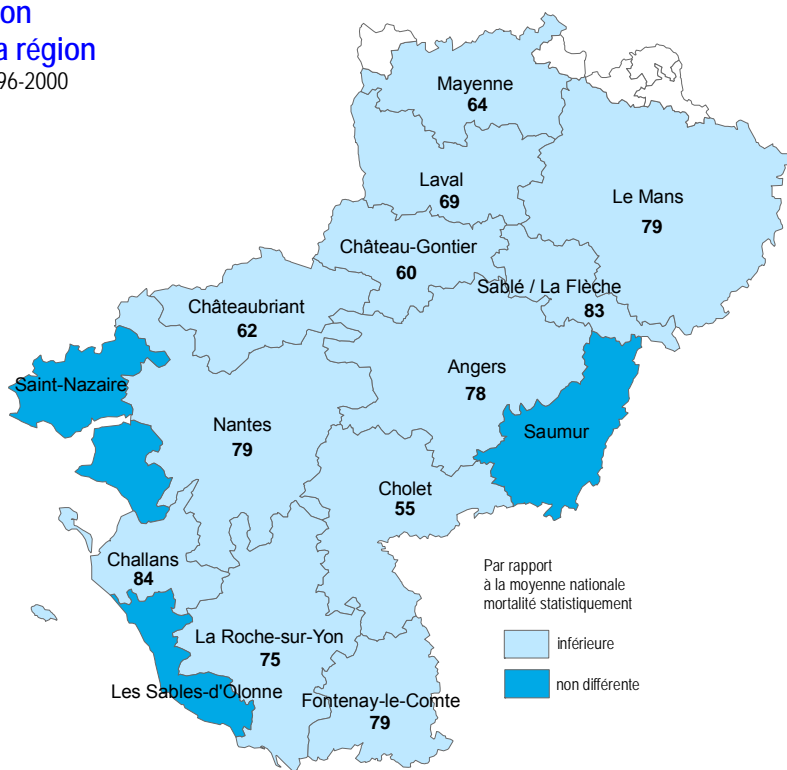 on
a région
96-2000
Mayenne
64
Laval
69
Le Mans
79
Château-Gontier
60
Sablé / La Flèche
83
Châteaubriant
62
Angers
78
Saint-Nazaire
Nantes
79
Saumur
Cholet
55
Challans
84
La Roche-sur-Yon
75
Les Sables-d'Olonne
Fontenay-le-Comte
79
Par rapport
à la moyenne nationale
mortalité statistiquement
inférieure
non différente